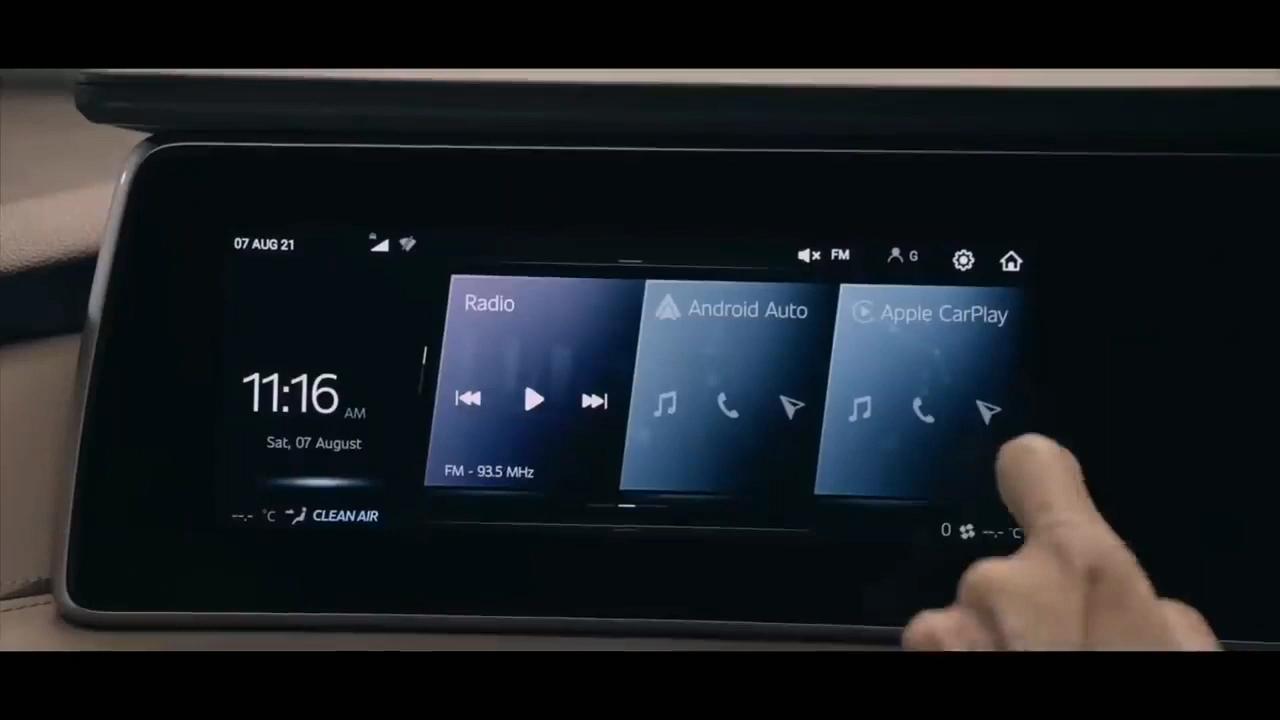 07 AUG 21
FM
G
Radio
Android Auto
Apple CarPlay
11:16 AM
Sat, 07 August
FM - 93.5 MHz
--.- °C
CLEAN AIR
0
--.- °C